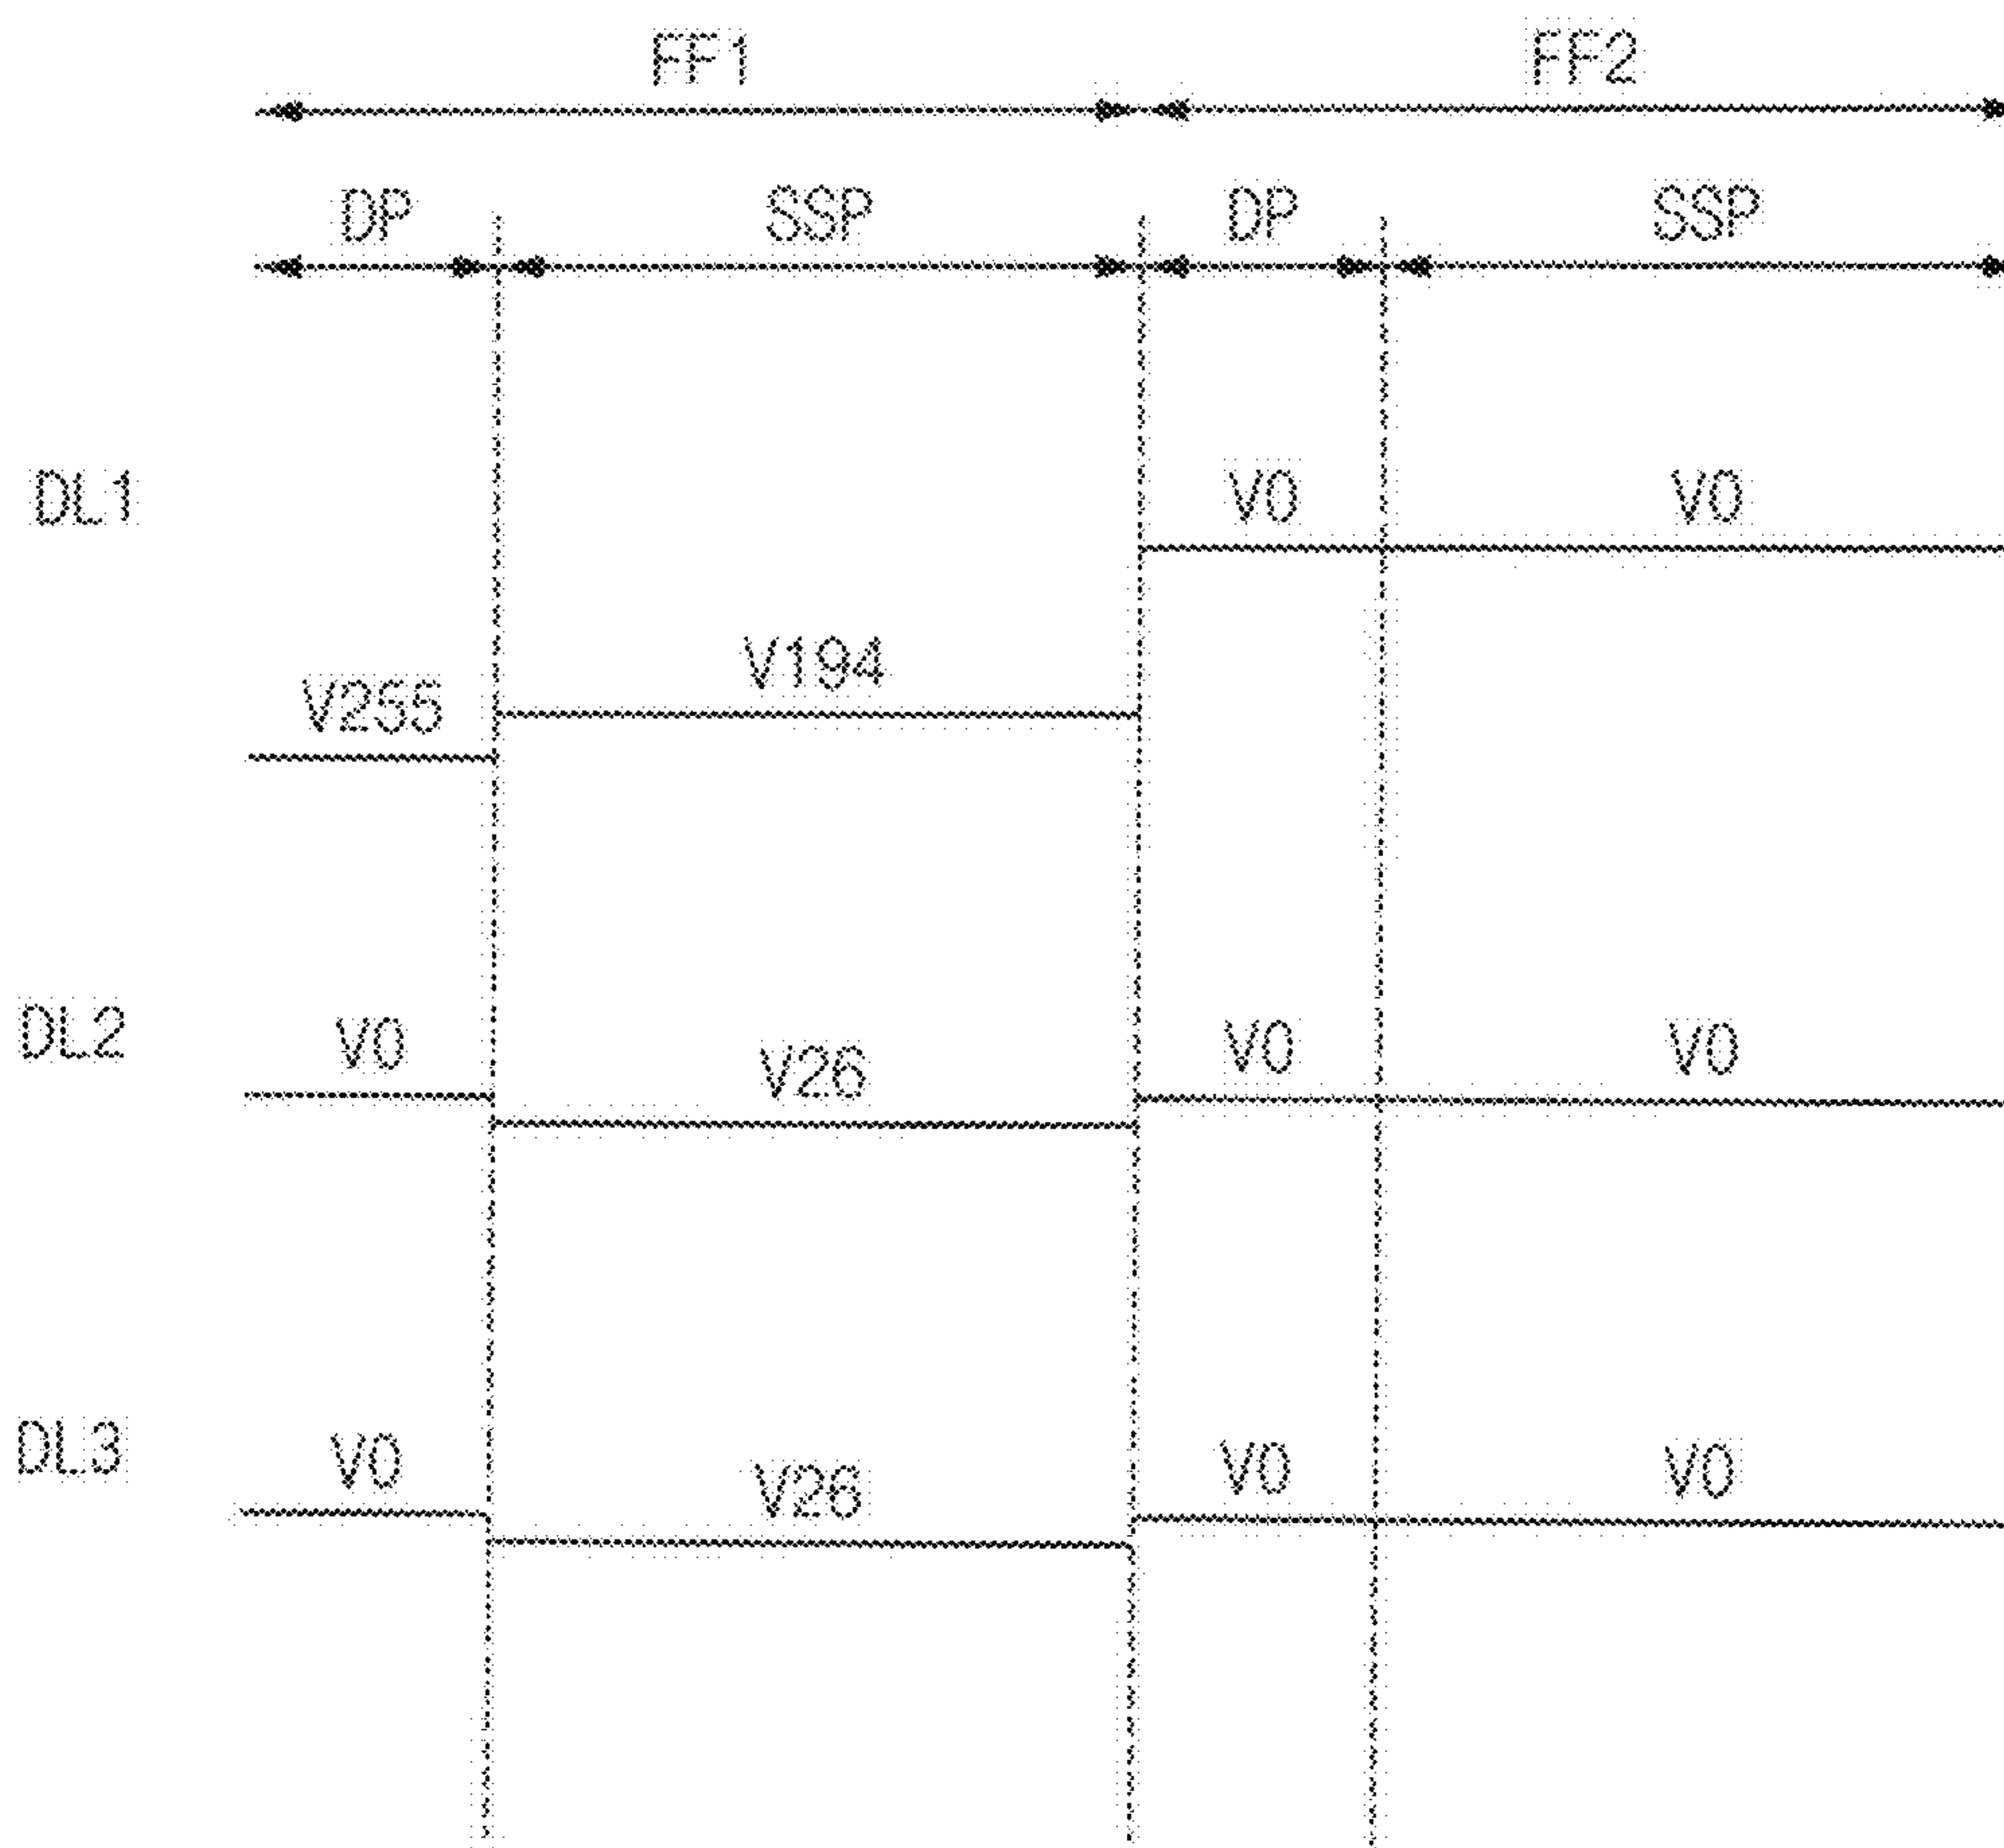 FF1 FF2
DP SSP DP SSP
DL1 V0 V0
V255 V194
DL2 V0 V26 V0 V0
DL3 V0 V26 V0 V0